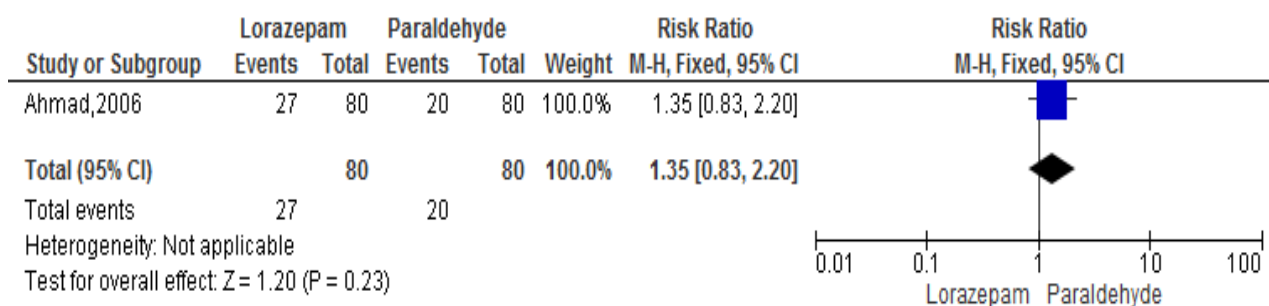 Lorazepam Paraldehyde Risk Ratio Risk Ratio
Study or Subgroup Events Total Events Total Weight M-H, Fixed, 95% CI M-H, Fixed, 95% CI
Ahmad,2006 27 80 20 80 100.0% 1.35 [0.83, 2.20]
Total (95% CI) 80 80 100.0% 1.35 [0.83, 2.20]
Total events 27 20
Heterogeneity: Not applicable
Test for overall effect: Z = 1.20 (P = 0.23)
0.01 0.1 1 10 100
Lorazepam Paraldehyde